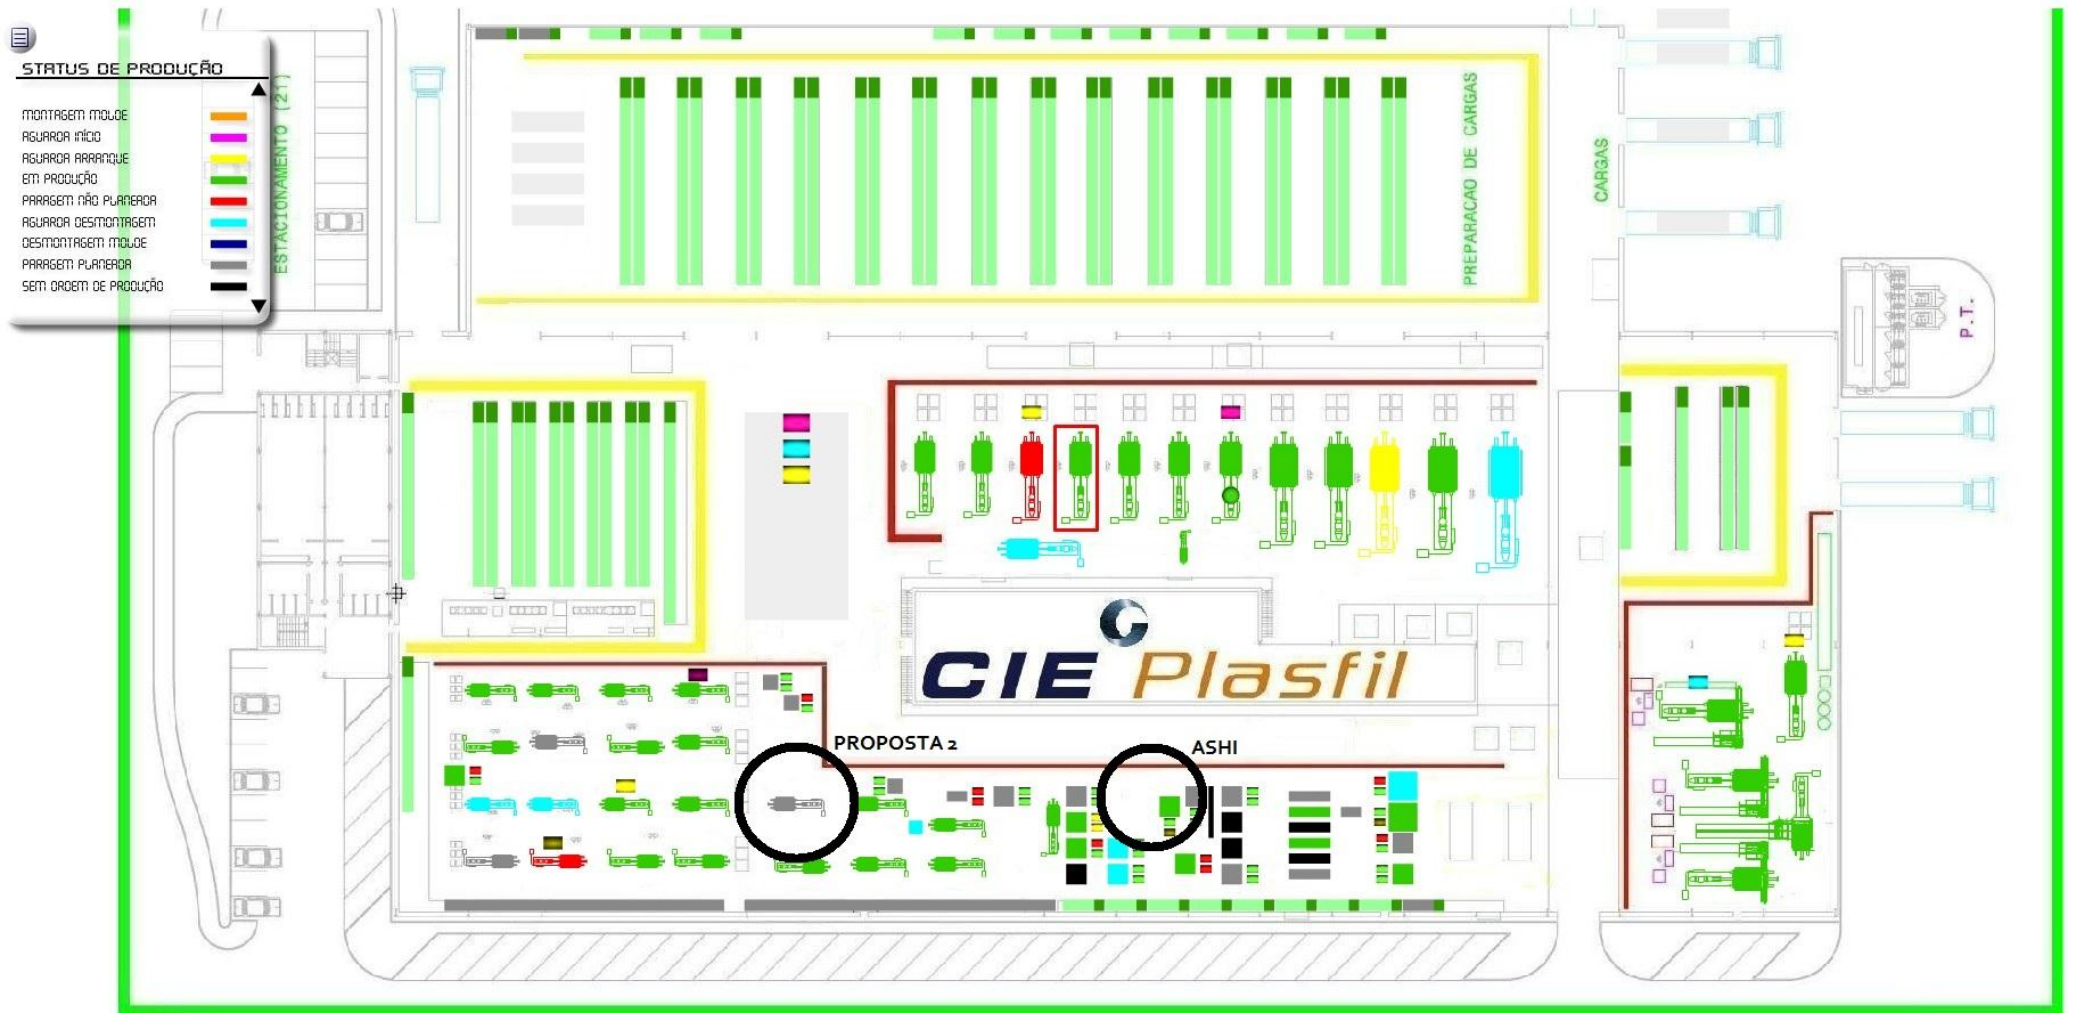 STATUS DE PRODUÇÃO
MONTAGEM MOLDE
AGUARDA INÍCIO
AGUARDA ARRANQUE
EM PRODUÇÃO
PARAGEM NÃO PLANEADA
AGUARDA DESMONTAGEM
DESMONTAGEM MOLDE
PARAGEM PLANEADA
SEM ORDEM DE PRODUÇÃO
ESTACIONAMENTO (21)
PREPARACAO DE CARGAS
CARGAS
P.T.
CIE Plasfil
PROPOSTA 2
ASHI